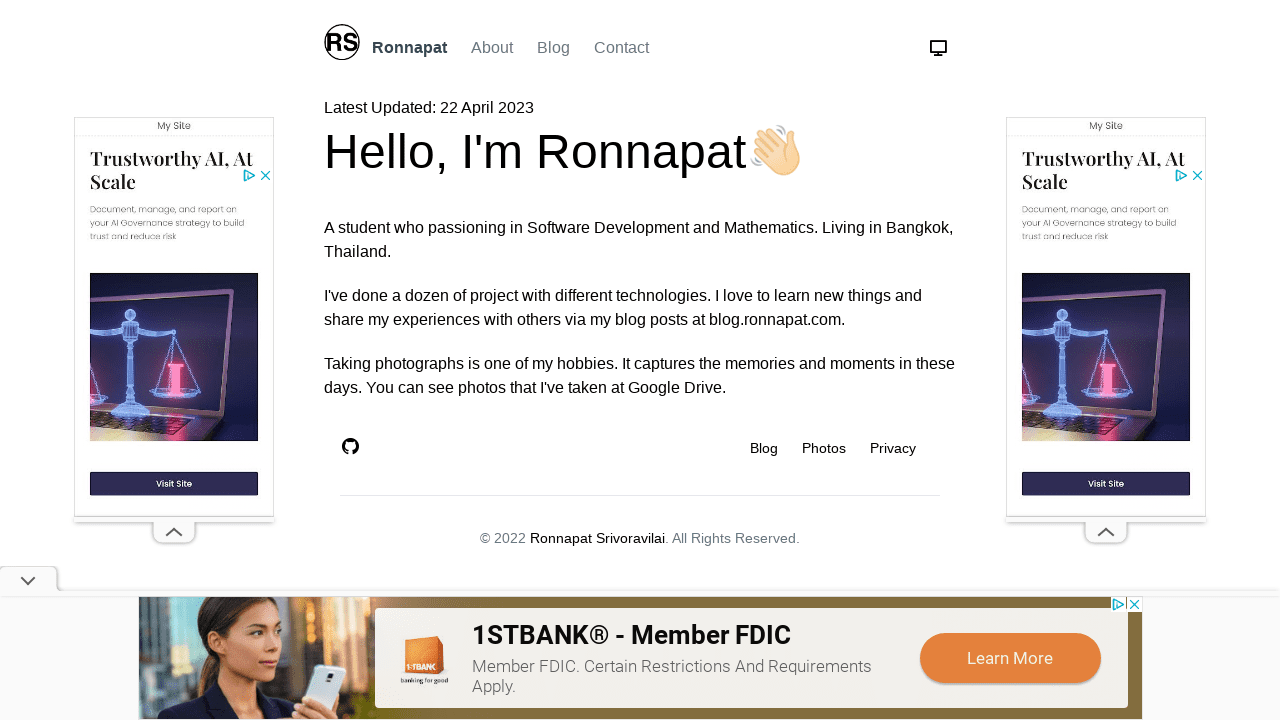 RS Ronnapat About Blog Contact
Latest Updated: 22 April 2023
Hello, I'm Ronnapat👋🏼
A student who passioning in Software Development and Mathematics. Living in Bangkok,
Thailand.
I've done a dozen of project with different technologies. I love to learn new things and
share my experiences with others via my blog posts at blog.ronnapat.com.
Taking photographs is one of my hobbies. It captures the memories and moments in these
days. You can see photos that I've taken at Google Drive.
Blog Photos Privacy
© 2022 Ronnapat Srivoravilai. All Rights Reserved.
My Site
Trustworthy AI, At
Scale
Document, manage, and report on
your AI Governance strategy to build
trust and reduce risk
Visit Site
My Site
Trustworthy AI, At
Scale
Document, manage, and report on
your AI Governance strategy to build
trust and reduce risk
Visit Site
1STBANK
banking for good
1STBANK® - Member FDIC
Member FDIC. Certain Restrictions And Requirements
Apply.
Learn More